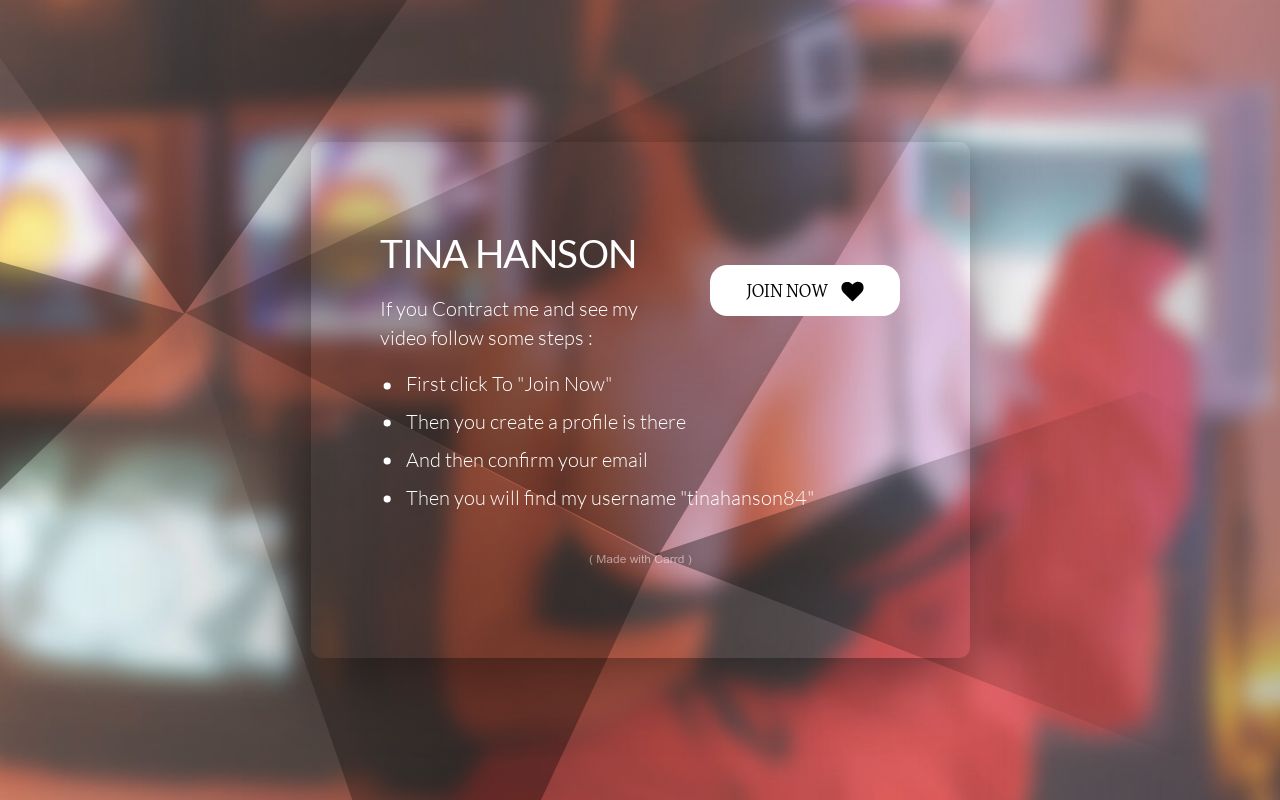 TINA HANSON
JOIN NOW
If you Contract me and see my
video follow some steps :
First click To "Join Now"
Then you create a profile is there
And then confirm your email
Then you will find my username "tinahanson84"
( Made with Carrd )